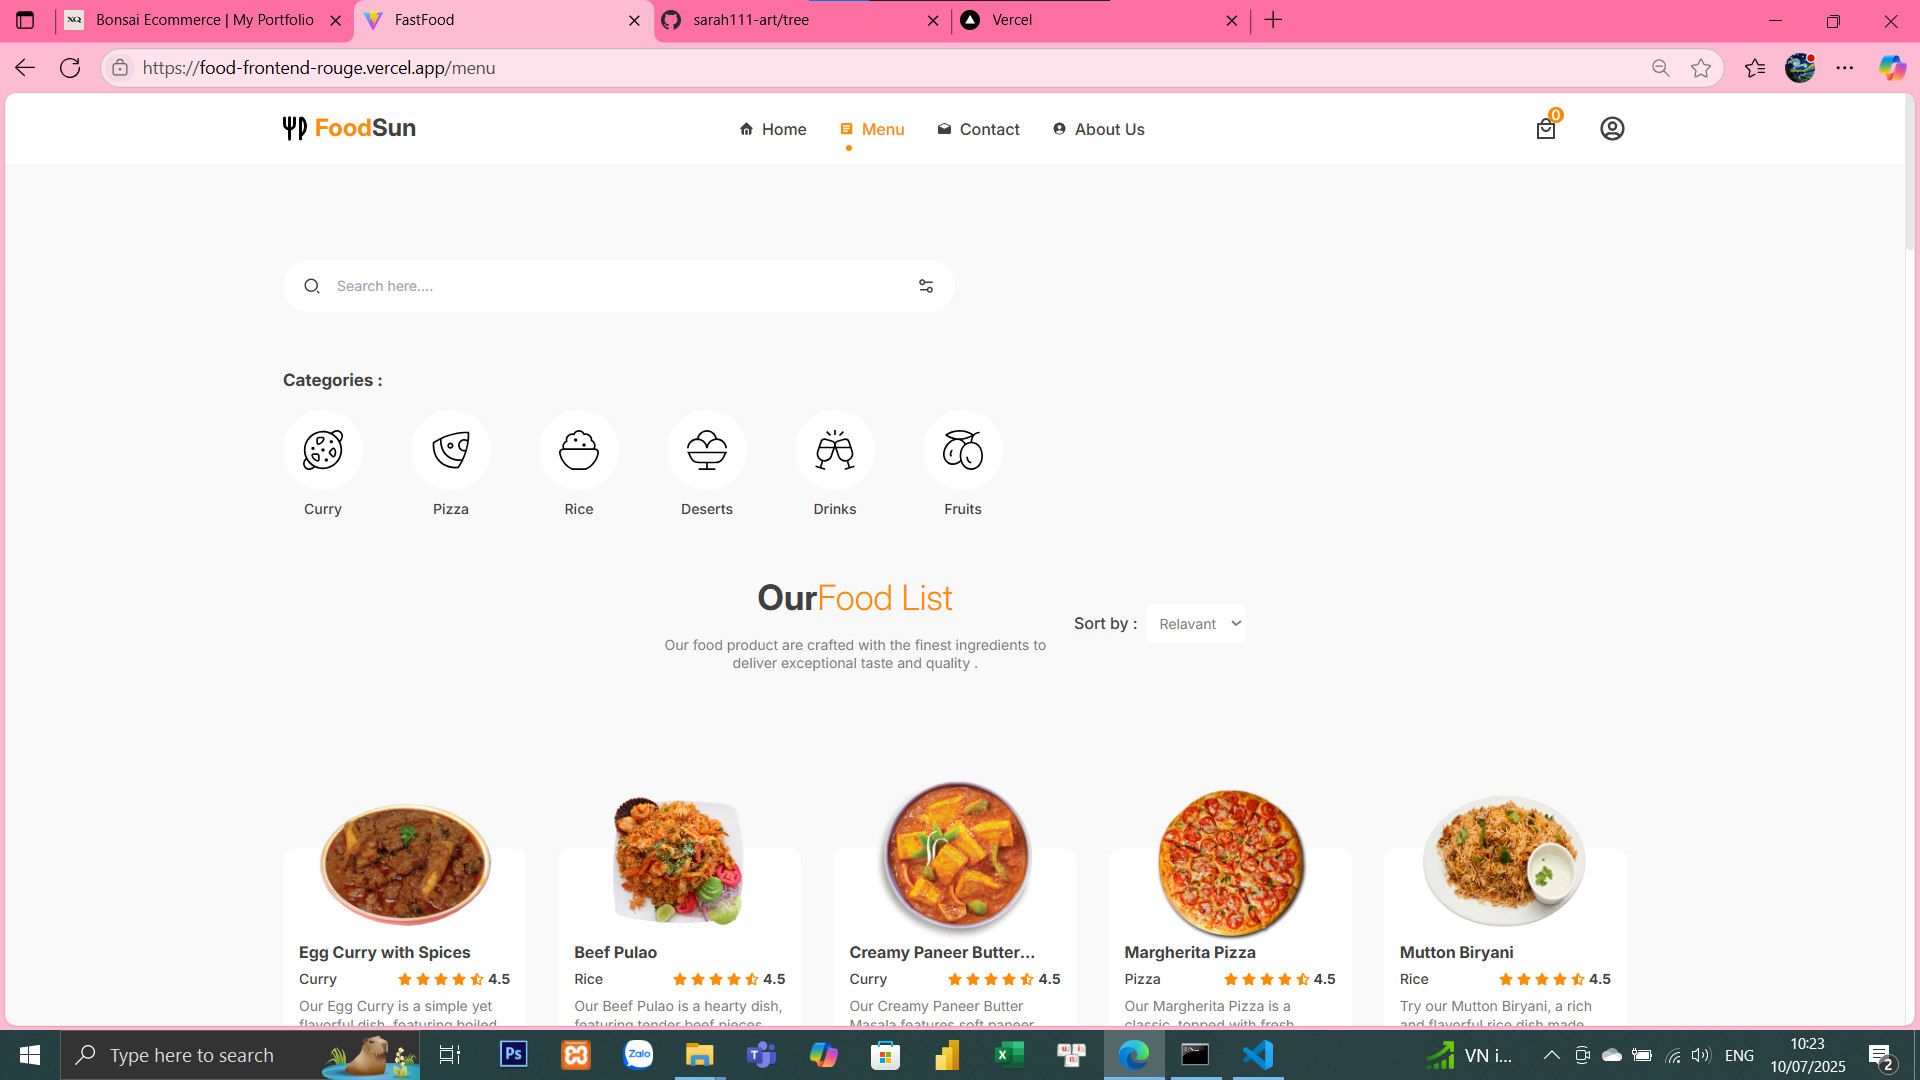 Bonsai Ecommerce | My Portfolio
FastFood
sarah111-art/tree
Vercel
https://food-frontend-rouge.vercel.app/menu
FoodSun
Home
Menu
Contact
About Us
0
Search here....
Categories :
Curry
Pizza
Rice
Deserts
Drinks
Fruits
OurFood List
Our food product are crafted with the finest ingredients to
deliver exceptional taste and quality .
Sort by :
Relavant
Egg Curry with Spices
Curry
4.5
Our Egg Curry is a simple yet
flavorful dish, featuring boiled
Beef Pulao
Rice
4.5
Our Beef Pulao is a hearty dish,
featuring tender beef pieces
Creamy Paneer Butter...
Curry
4.5
Our Creamy Paneer Butter
Masala features soft paneer
Margherita Pizza
Pizza
4.5
Our Margherita Pizza is a
classic, topped with fresh
Mutton Biryani
Rice
4.5
Try our Mutton Biryani, a rich
and flavorful rice dish made
Type here to search
Ps
Zalo
VN i...
ENG
10:23
10/07/2025
2